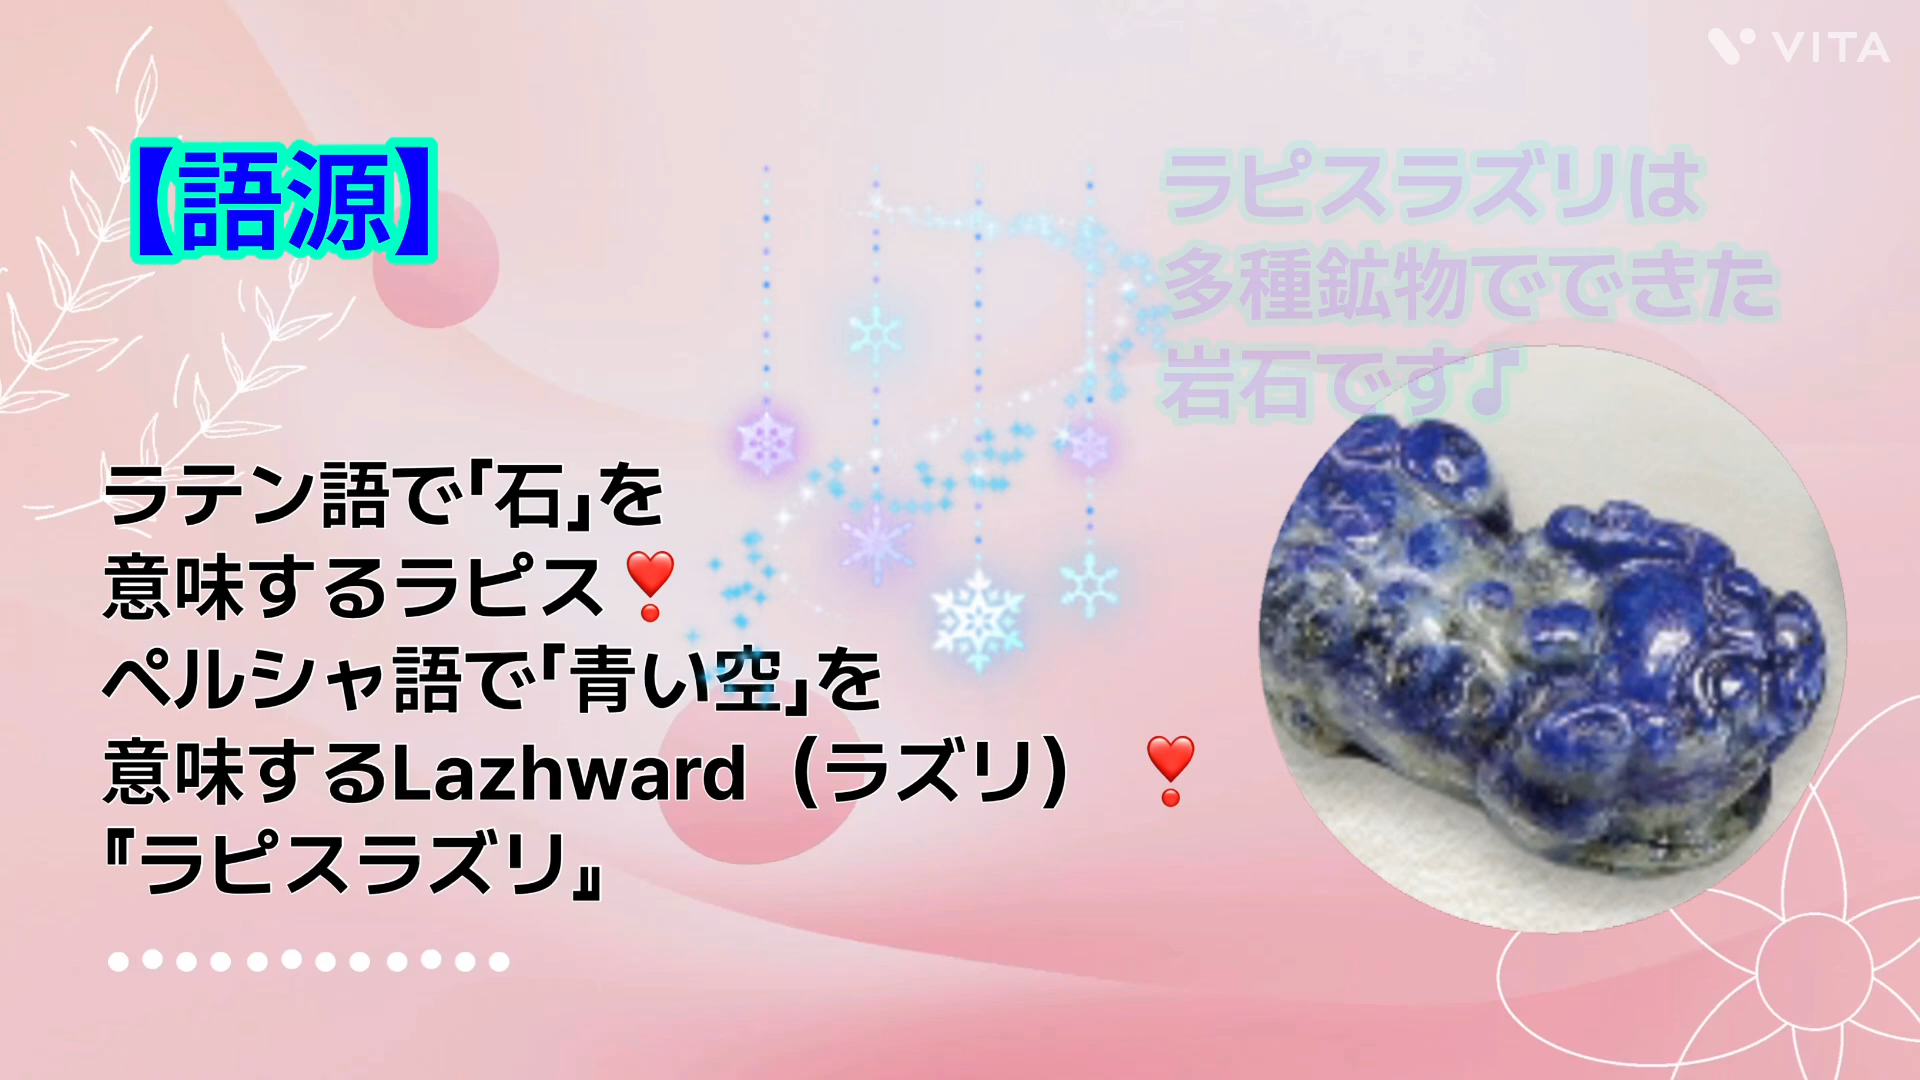 VITA
【語源】
ラピスラズリは
多種鉱物でできた
岩石です♪
ラテン語で「石」を
意味するラピス❣
ペルシャ語で「青い空」を
意味するLazhward（ラズリ）❣
『ラピスラズリ』